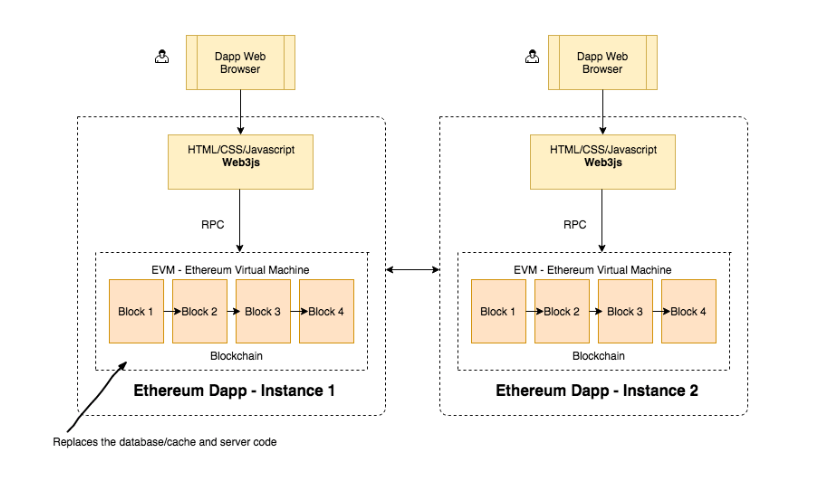 Dapp Web
Browser
HTML/CSS/Javascript
Web3js
RPC
EVM - Ethereum Virtual Machine
Block 1
Block 2
Block 3
Block 4
Blockchain
Ethereum Dapp - Instance 1
Replaces the database/cache and server code
Dapp Web
Browser
HTML/CSS/Javascript
Web3js
RPC
EVM - Ethereum Virtual Machine
Block 1
Block 2
Block 3
Block 4
Blockchain
Ethereum Dapp - Instance 2